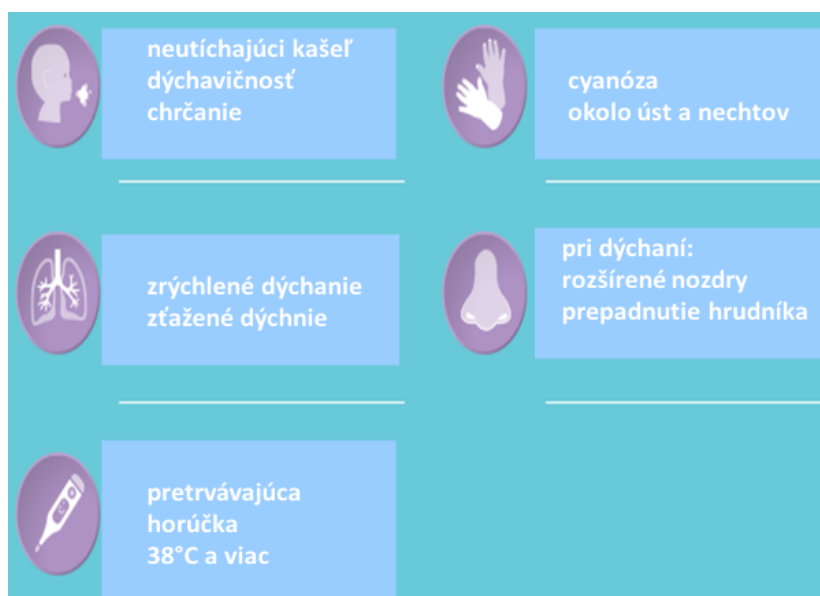 neutíchajúci kašeľ
dýchavičnosť
chrčanie
cyanóza
okolo úst a nechtov
zrýchlené dýchanie
zťažené dýchnie
pri dýchaní:
rozšírené nozdry
prepadnutie hrudníka
pretrvávajúca
horúčka
38°C a viac